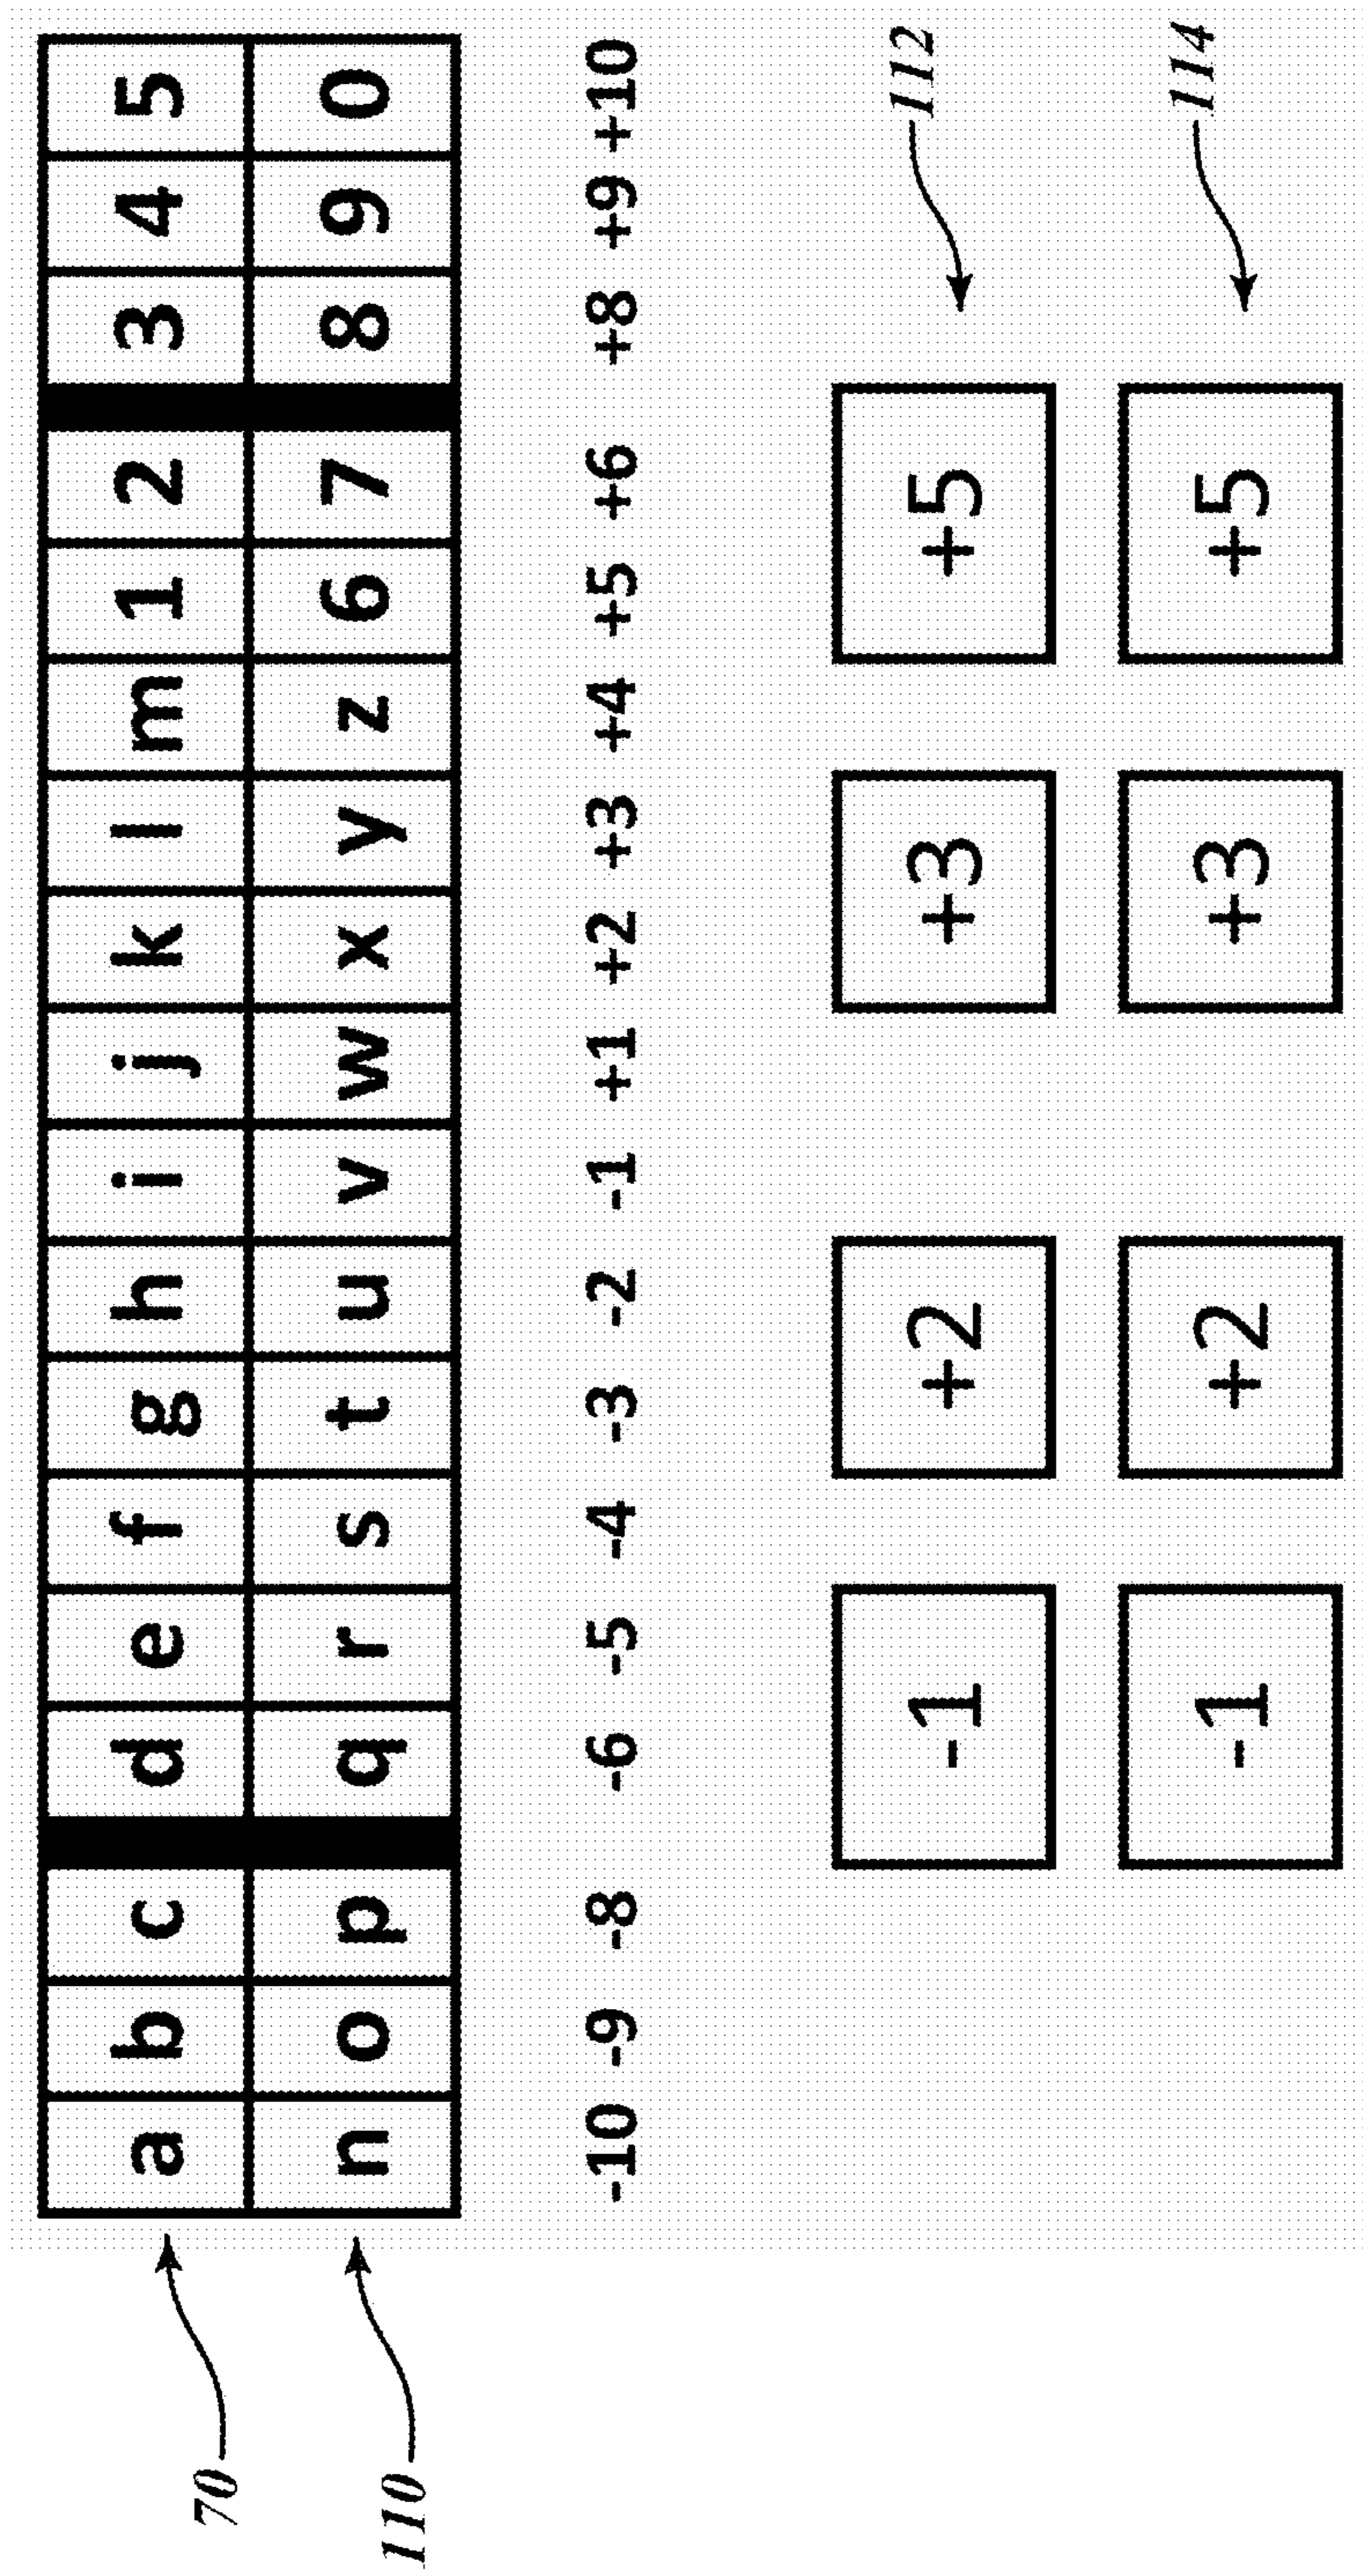 70 a b c d e f g h i j k l m 1 2 3 4 5
110 n o p q r s t u v w x y z 6 7 8 9 0
-10 -9 -8 -6 -5 -4 -3 -2 -1 +1 +2 +3 +4 +5 +6 +8 +9 +10
-1 +2 +3 +5 112
-1 +2 +3 +5 114